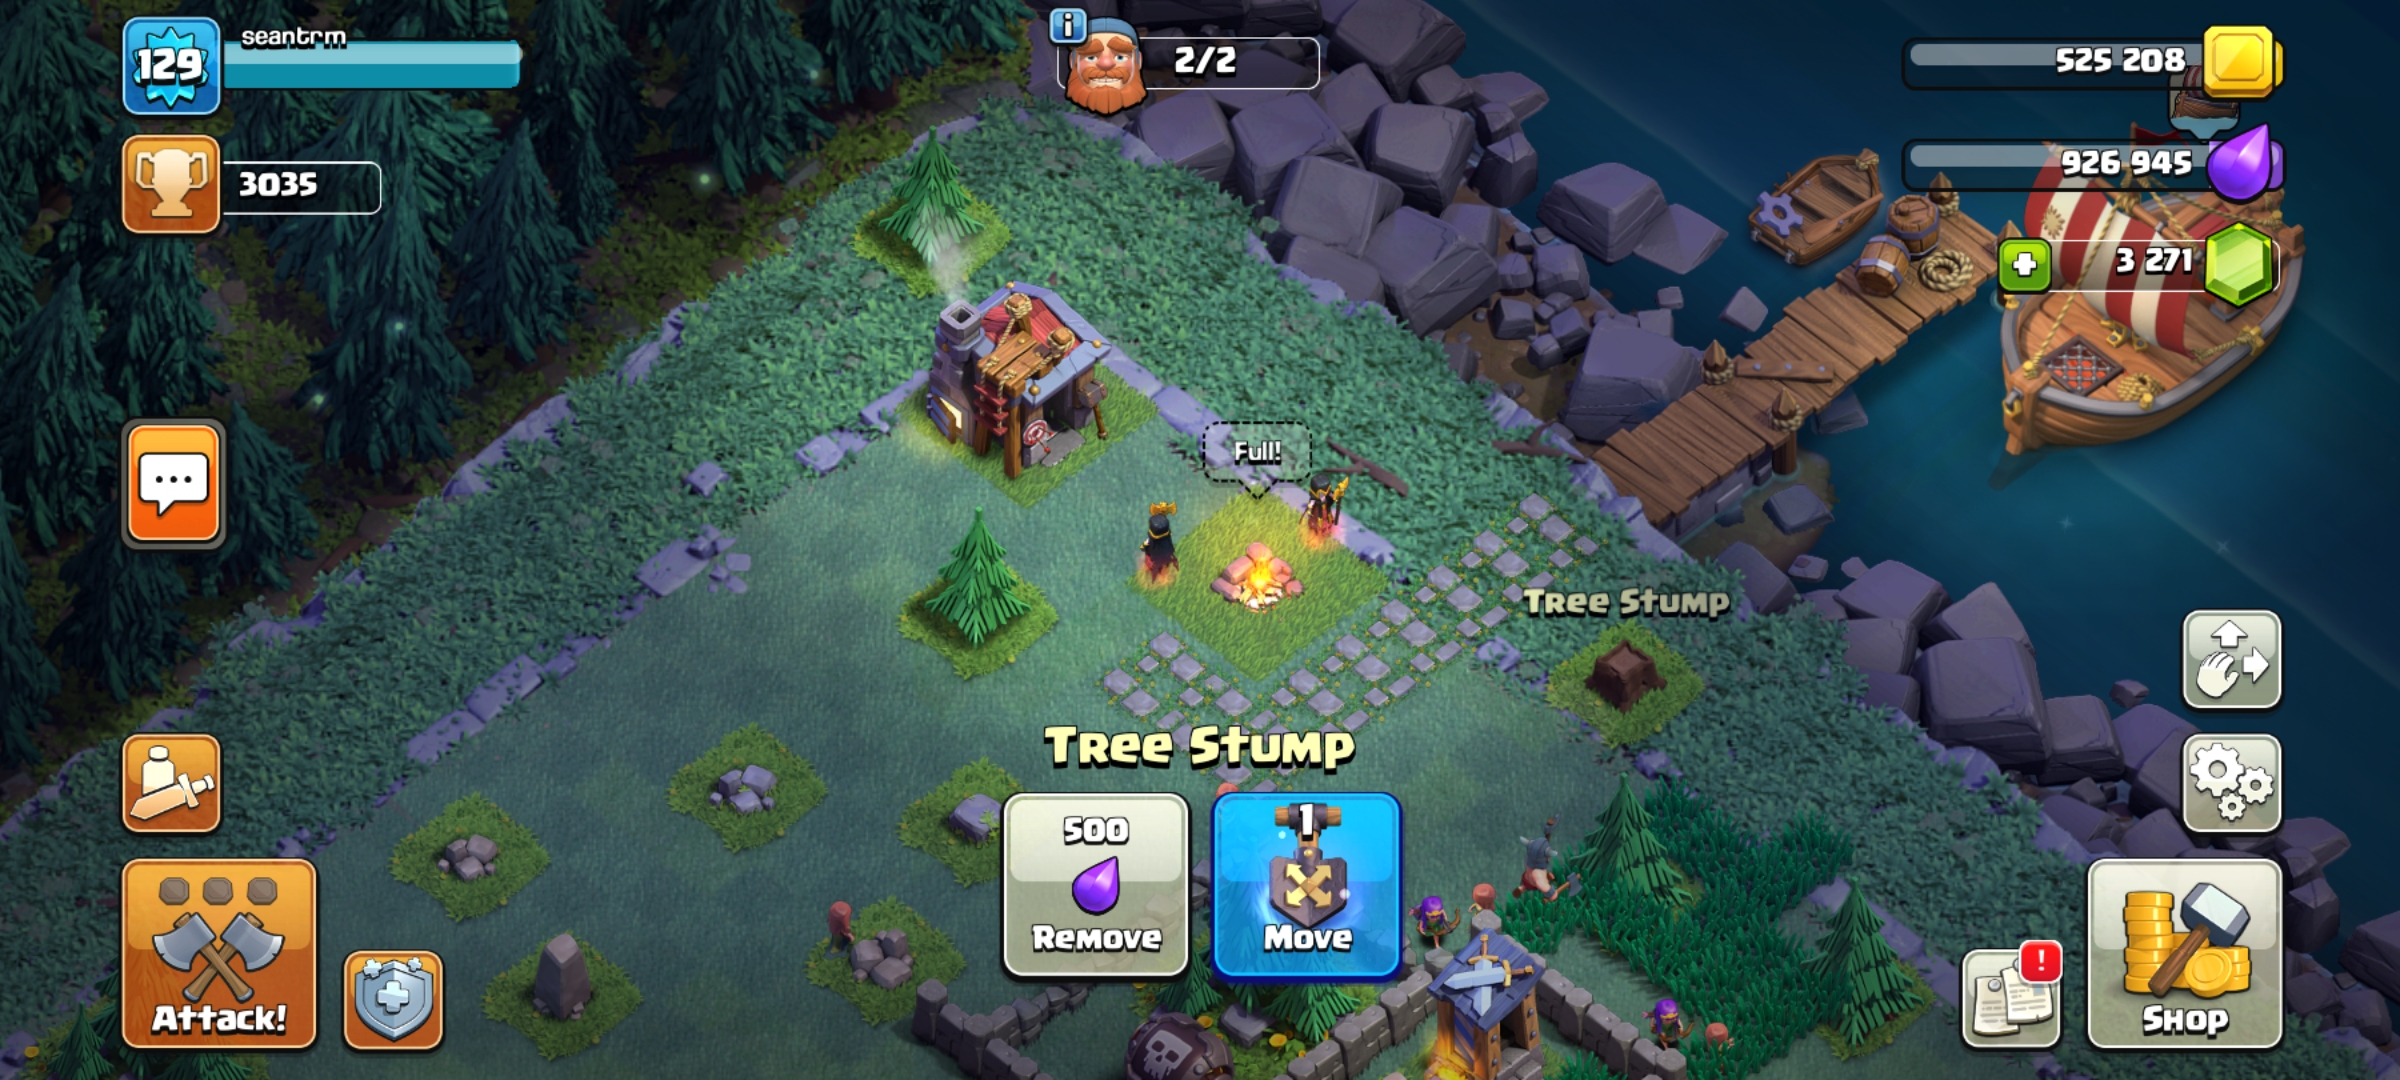 129
seantrm
i
2/2
525 208
3035
926 945
3 271
Full!
Tree Stump
Tree Stump
500
Remove
1
Move
Attack!
!
Shop